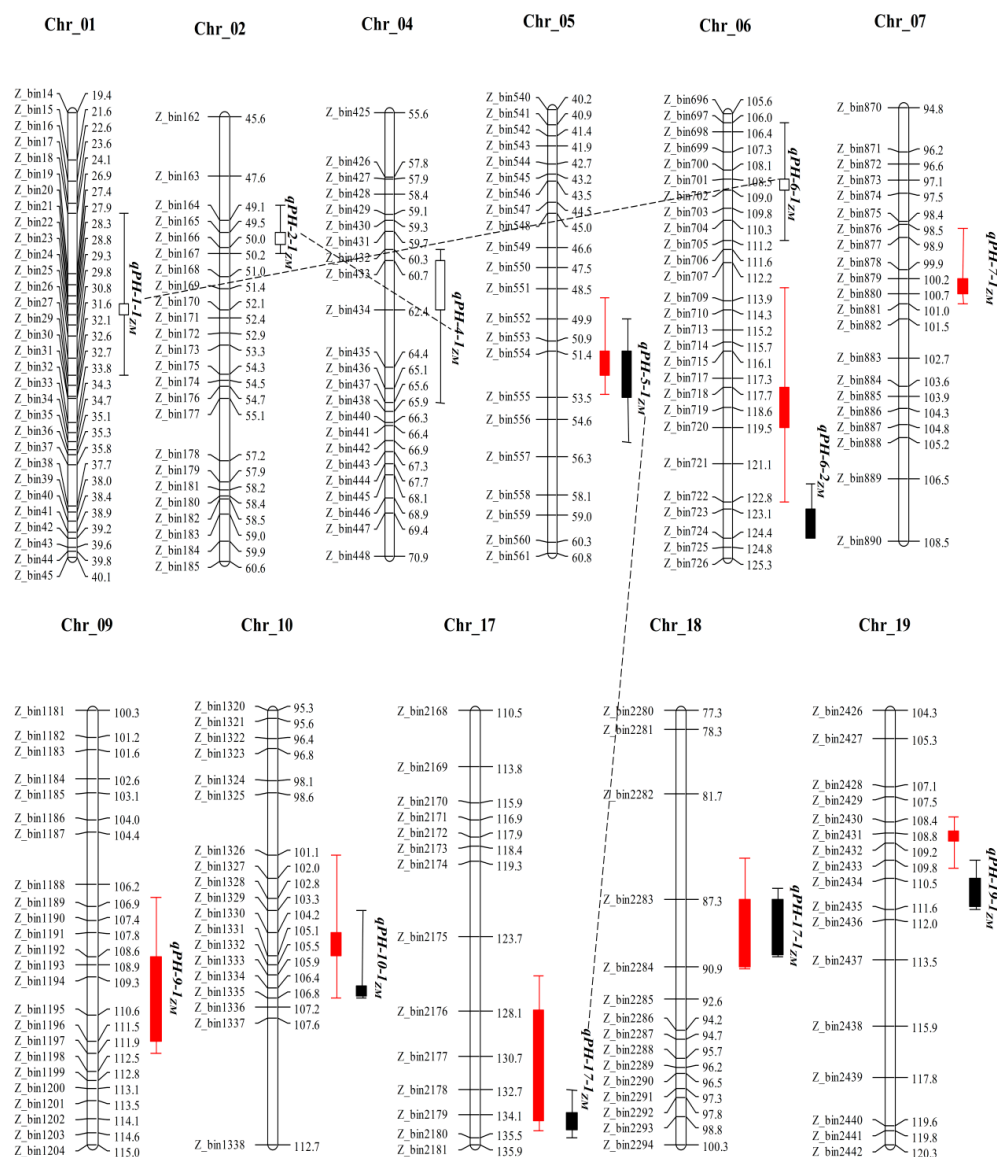 Chr_01
Chr_02
Chr_04
Chr_05
Chr_06
Chr_07
Z_bin14 19.4
Z_bin15 21.6
Z_bin16 22.6
Z_bin17 23.6
Z_bin18 24.1
Z_bin19 26.9
Z_bin20 27.4
Z_bin21 27.9
Z_bin22 28.3
Z_bin23 28.8
Z_bin24 29.3
Z_bin25 29.8
Z_bin26 30.8
Z_bin27 31.6
Z_bin29 32.1
Z_bin30 32.6
Z_bin31 32.7
Z_bin32 33.8
Z_bin33 34.3
Z_bin34 34.7
Z_bin35 35.1
Z_bin36 35.3
Z_bin37 35.8
Z_bin38 37.7
Z_bin39 38.0
Z_bin40 38.4
Z_bin41 38.9
Z_bin42 39.2
Z_bin43 39.6
Z_bin44 39.8
Z_bin45 40.1
qPH-1-1ZM
Z_bin162 45.6
Z_bin163 47.6
Z_bin164 49.1
Z_bin165 49.5
Z_bin166 50.0
Z_bin167 50.2
Z_bin168 51.0
Z_bin169 51.4
Z_bin170 52.1
Z_bin171 52.4
Z_bin172 52.9
Z_bin173 53.3
Z_bin175 54.3
Z_bin174 54.5
Z_bin176 54.7
Z_bin177 55.1
Z_bin178 57.2
Z_bin179 57.9
Z_bin181 58.2
Z_bin180 58.4
Z_bin182 58.5
Z_bin183 59.0
Z_bin184 59.9
Z_bin185 60.6
qPH-2-1ZM
Z_bin425 55.6
Z_bin426 57.8
Z_bin427 57.9
Z_bin428 58.4
Z_bin429 59.1
Z_bin430 59.3
Z_bin431 59.7
Z_bin432 60.3
Z_bin433 60.7
Z_bin434 62.4
Z_bin435 64.4
Z_bin436 65.1
Z_bin437 65.6
Z_bin438 65.9
Z_bin440 66.3
Z_bin441 66.4
Z_bin442 66.9
Z_bin443 67.3
Z_bin444 67.7
Z_bin445 68.1
Z_bin446 68.9
Z_bin447 69.4
Z_bin448 70.9
qPH-4-1ZM
Z_bin540 40.2
Z_bin541 40.9
Z_bin542 41.4
Z_bin543 41.9
Z_bin544 42.7
Z_bin545 43.2
Z_bin546 43.5
Z_bin547 44.5
Z_bin548 45.0
Z_bin549 46.6
Z_bin550 47.5
Z_bin551 48.5
Z_bin552 49.9
Z_bin553 50.9
Z_bin554 51.4
Z_bin555 53.5
Z_bin556 54.6
Z_bin557 56.3
Z_bin558 58.1
Z_bin559 59.0
Z_bin560 60.3
Z_bin561 60.8
qPH-5-1ZM
Z_bin696 105.6
Z_bin697 106.0
Z_bin698 106.4
Z_bin699 107.3
Z_bin700 108.1
Z_bin701 108.5
Z_bin702 109.0
Z_bin703 109.8
Z_bin704 110.3
Z_bin705 111.2
Z_bin706 111.6
Z_bin707 112.2
Z_bin709 113.9
Z_bin710 114.3
Z_bin713 115.2
Z_bin714 115.7
Z_bin715 116.1
Z_bin717 117.3
Z_bin718 117.7
Z_bin719 118.6
Z_bin720 119.5
Z_bin721 121.1
Z_bin722 122.8
Z_bin723 123.1
Z_bin724 124.4
Z_bin725 124.8
Z_bin726 125.3
qPH-6-1ZM
qPH-6-2ZM
Z_bin870 94.8
Z_bin871 96.2
Z_bin872 96.6
Z_bin873 97.1
Z_bin874 97.5
Z_bin875 98.4
Z_bin876 98.5
Z_bin877 98.9
Z_bin878 99.9
Z_bin879 100.2
Z_bin880 100.7
Z_bin881 101.0
Z_bin882 101.5
Z_bin883 102.7
Z_bin884 103.6
Z_bin885 103.9
Z_bin886 104.3
Z_bin887 104.8
Z_bin888 105.2
Z_bin889 106.5
Z_bin890 108.5
qPH-7-1ZM
Chr_09
Chr_10
Chr_17
Chr_18
Chr_19
Z_bin1181 100.3
Z_bin1182 101.2
Z_bin1183 101.6
Z_bin1184 102.6
Z_bin1185 103.1
Z_bin1186 104.0
Z_bin1187 104.4
Z_bin1188 106.2
Z_bin1189 106.9
Z_bin1190 107.4
Z_bin1191 107.8
Z_bin1192 108.6
Z_bin1193 108.9
Z_bin1194 109.3
Z_bin1195 110.6
Z_bin1196 111.5
Z_bin1197 111.9
Z_bin1198 112.5
Z_bin1199 112.8
Z_bin1200 113.1
Z_bin1201 113.5
Z_bin1202 114.1
Z_bin1203 114.6
Z_bin1204 115.0
qPH-9-1ZM
Z_bin1320 95.3
Z_bin1321 95.6
Z_bin1322 96.4
Z_bin1323 96.8
Z_bin1324 98.1
Z_bin1325 98.6
Z_bin1326 101.1
Z_bin1327 102.0
Z_bin1328 102.8
Z_bin1329 103.3
Z_bin1330 104.2
Z_bin1331 105.1
Z_bin1332 105.5
Z_bin1333 105.9
Z_bin1334 106.4
Z_bin1335 106.8
Z_bin1336 107.2
Z_bin1337 107.6
Z_bin1338 112.7
qPH-10-1ZM
Z_bin2168 110.5
Z_bin2169 113.8
Z_bin2170 115.9
Z_bin2171 116.9
Z_bin2172 117.9
Z_bin2173 118.4
Z_bin2174 119.3
Z_bin2175 123.7
Z_bin2176 128.1
Z_bin2177 130.7
Z_bin2178 132.7
Z_bin2179 134.1
Z_bin2180 135.5
Z_bin2181 135.9
qPH-17-1ZM
Z_bin2280 77.3
Z_bin2281 78.3
Z_bin2282 81.7
Z_bin2283 87.3
Z_bin2284 90.9
Z_bin2285 92.6
Z_bin2286 94.2
Z_bin2287 94.7
Z_bin2288 95.7
Z_bin2289 96.2
Z_bin2290 96.5
Z_bin2291 97.3
Z_bin2292 97.8
Z_bin2293 98.8
Z_bin2294 100.3
qPH-17-1ZM
Z_bin2426 104.3
Z_bin2427 105.3
Z_bin2428 107.1
Z_bin2429 107.5
Z_bin2430 108.4
Z_bin2431 108.8
Z_bin2432 109.2
Z_bin2433 109.8
Z_bin2434 110.5
Z_bin2435 111.6
Z_bin2436 112.0
Z_bin2437 113.5
Z_bin2438 115.9
Z_bin2439 117.8
Z_bin2440 119.6
Z_bin2441 119.8
Z_bin2442 120.3
qPH-19-1ZM